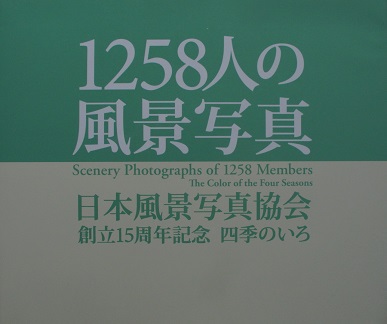 1258人の
風景写真
Scenery Photographs of 1258 Members
The Color of the Four Seasons
日本風景写真協会
創立15周年記念 四季のいろ